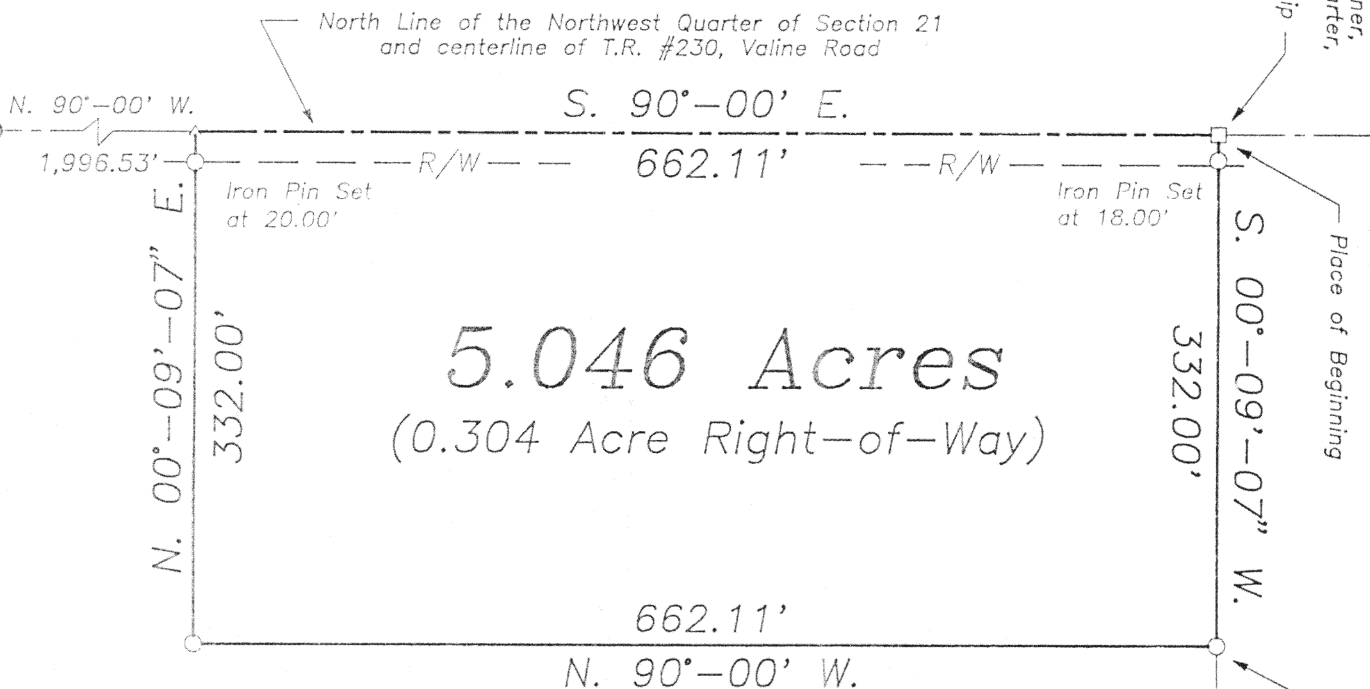 North Line of the Northwest Quarter of Section 21
and centerline of T.R. #230, Valine Road
arter,
N. 90°-00' W.
S. 90°-00' E.
1,996.53'
R/W
662.11'
R/W
Iron Pin Set
at 20.00'
Iron Pin Set
at 18.00'
N. 00°-09'-07" E.
332.00'
5.046 Acres
(0.304 Acre Right-of-Way)
332.00'
S. 00°-09'-07" W.
Place of Beginning
662.11'
N. 90°-00' W.